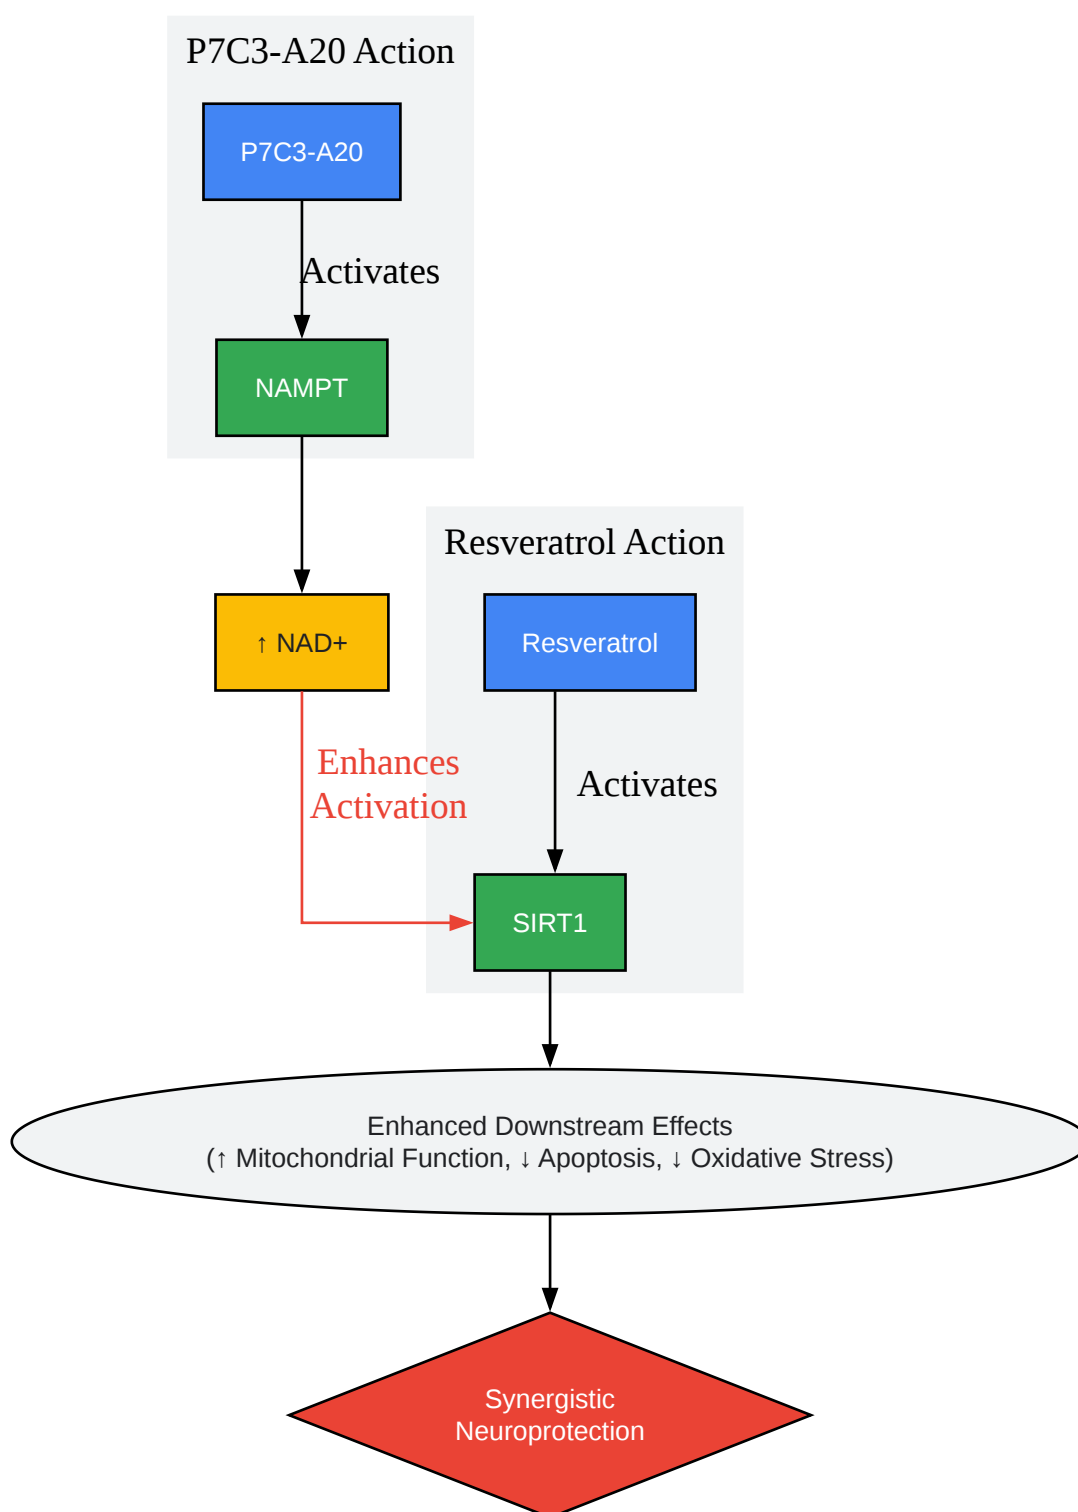 P7C3-A20 Action
P7C3-A20
Activates
NAMPT
Resveratrol Action
↑ NAD+
Resveratrol
Enhances
Activation
Activates
SIRT1
Enhanced Downstream Effects
(↑ Mitochondrial Function, ↓ Apoptosis, ↓ Oxidative Stress)
Synergistic
Neuroprotection